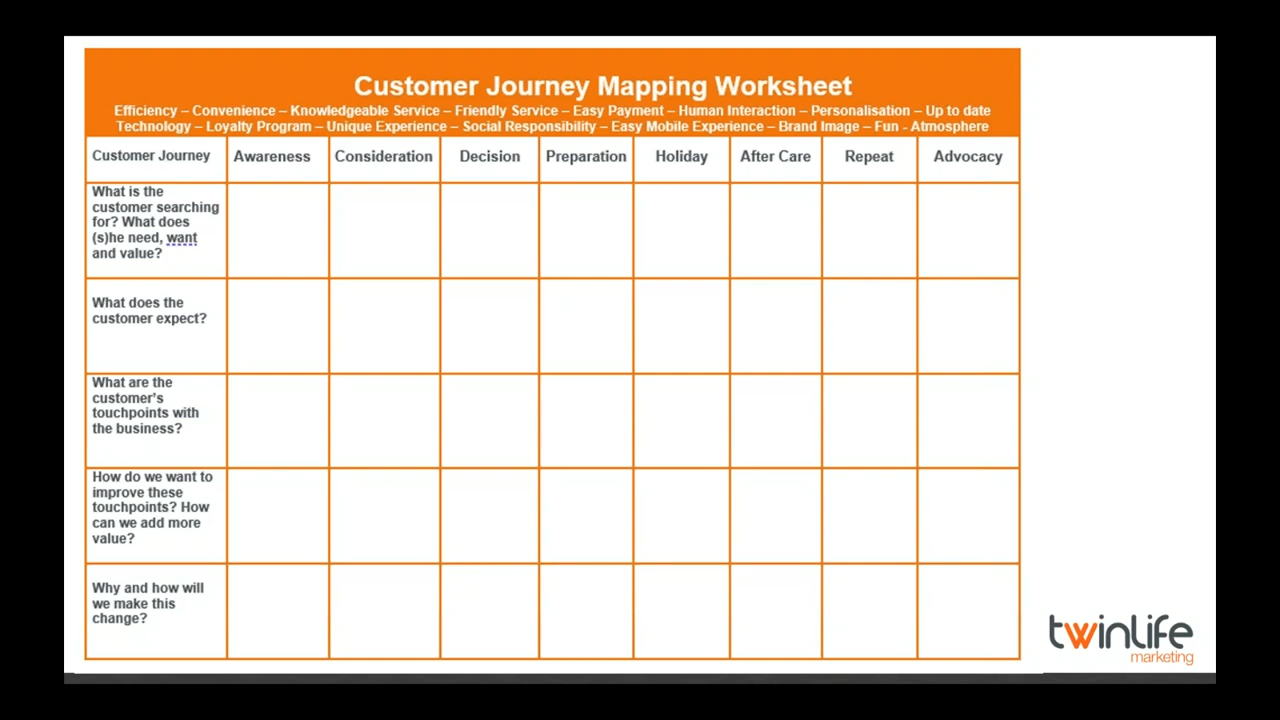 Customer Journey Mapping Worksheet
Efficiency – Convenience – Knowledgeable Service – Friendly Service – Easy Payment – Human Interaction – Personalisation – Up to date
Technology – Loyalty Program – Unique Experience – Social Responsibility – Easy Mobile Experience – Brand Image – Fun - Atmosphere
Customer Journey Awareness Consideration Decision Preparation Holiday After Care Repeat Advocacy
What is the
customer searching
for? What does
(s)he need, want
and value?
What does the
customer expect?
What are the
customer's
touchpoints with
the business?
How do we want to
improve these
touchpoints? How
can we add more
value?
Why and how will
we make this
change?
twinlife
marketing